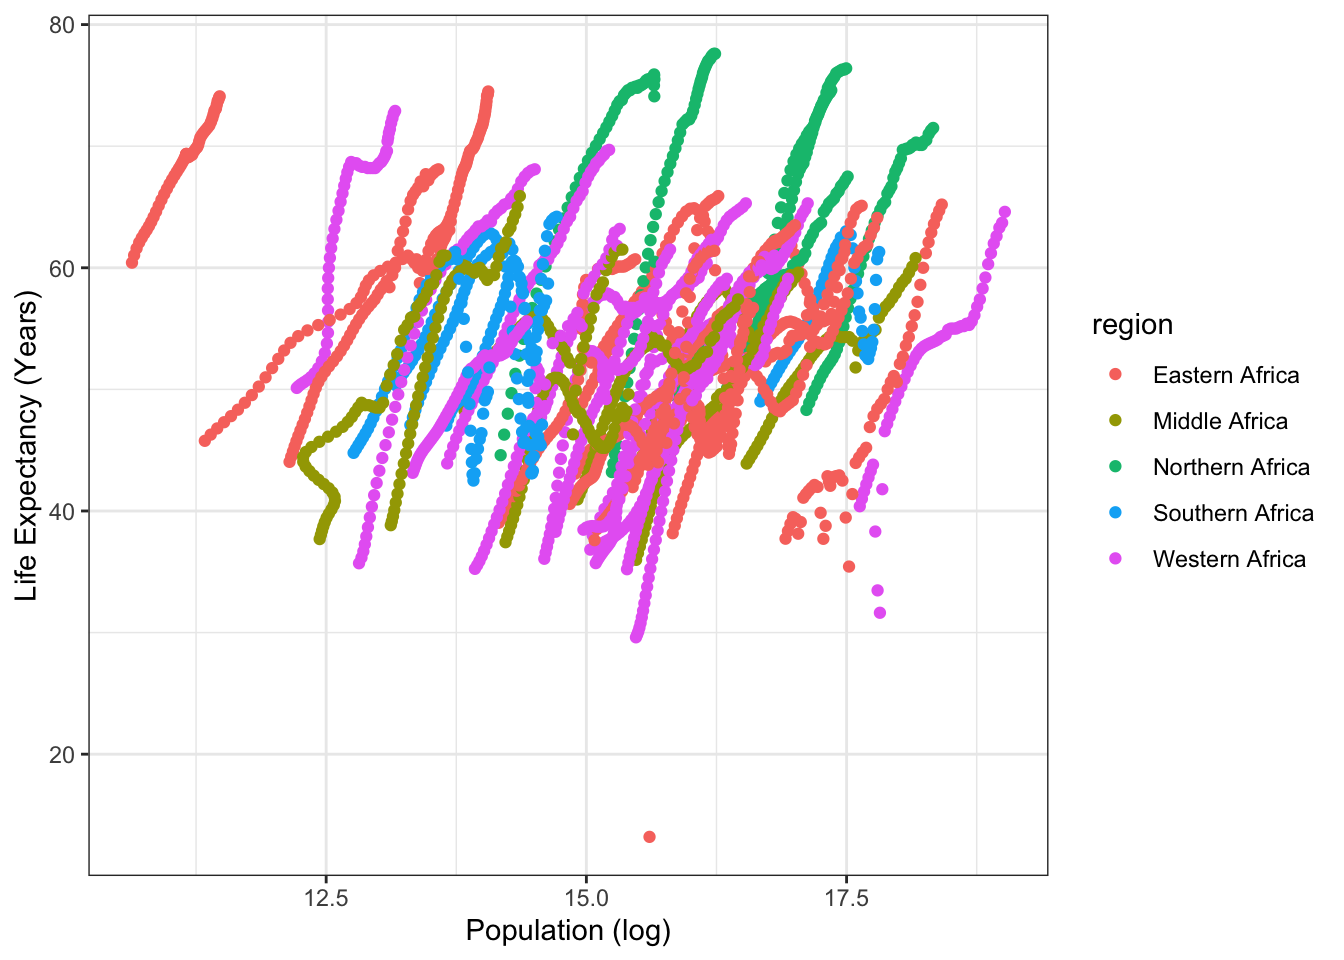 80
60
40
20
Life Expectancy (Years)
12.5 15.0 17.5
Population (log)
region
Eastern Africa
Middle Africa
Northern Africa
Southern Africa
Western Africa